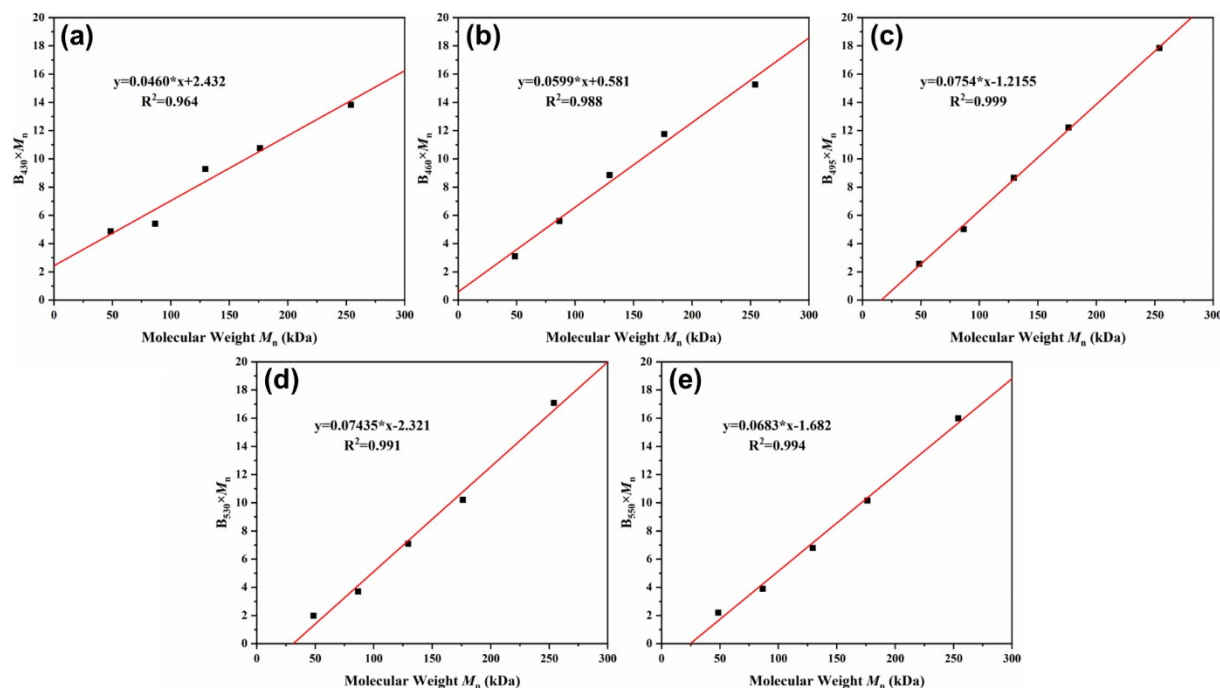 (a)
y=0.0460*x+2.432
R²=0.964
B₄₃₀×Mₙ
20
18
16
14
12
10
8
6
4
2
0
0 50 100 150 200 250 300
Molecular Weight Mₙ (kDa)
(b)
y=0.0599*x+0.581
R²=0.988
B₄₆₀×Mₙ
20
18
16
14
12
10
8
6
4
2
0
0 50 100 150 200 250 300
Molecular Weight Mₙ (kDa)
(c)
y=0.0754*x-1.2155
R²=0.999
B₄₉₅×Mₙ
20
18
16
14
12
10
8
6
4
2
0
0 50 100 150 200 250 300
Molecular Weight Mₙ (kDa)
(d)
y=0.07435*x-2.321
R²=0.991
B₅₃₀×Mₙ
20
18
16
14
12
10
8
6
4
2
0
0 50 100 150 200 250 300
Molecular Weight Mₙ (kDa)
(e)
y=0.0683*x-1.682
R²=0.994
B₅₅₀×Mₙ
20
18
16
14
12
10
8
6
4
2
0
0 50 100 150 200 250 300
Molecular Weight Mₙ (kDa)